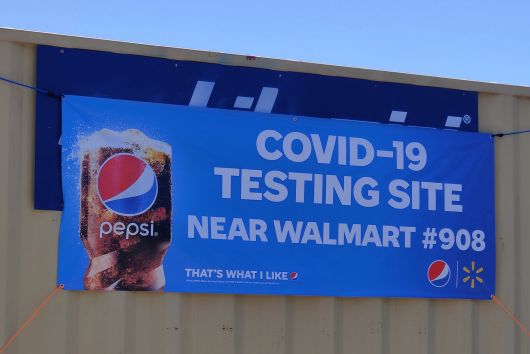 COVID-19
TESTING SITE
NEAR WALMART #908
pepsi
THAT'S WHAT I LIKE